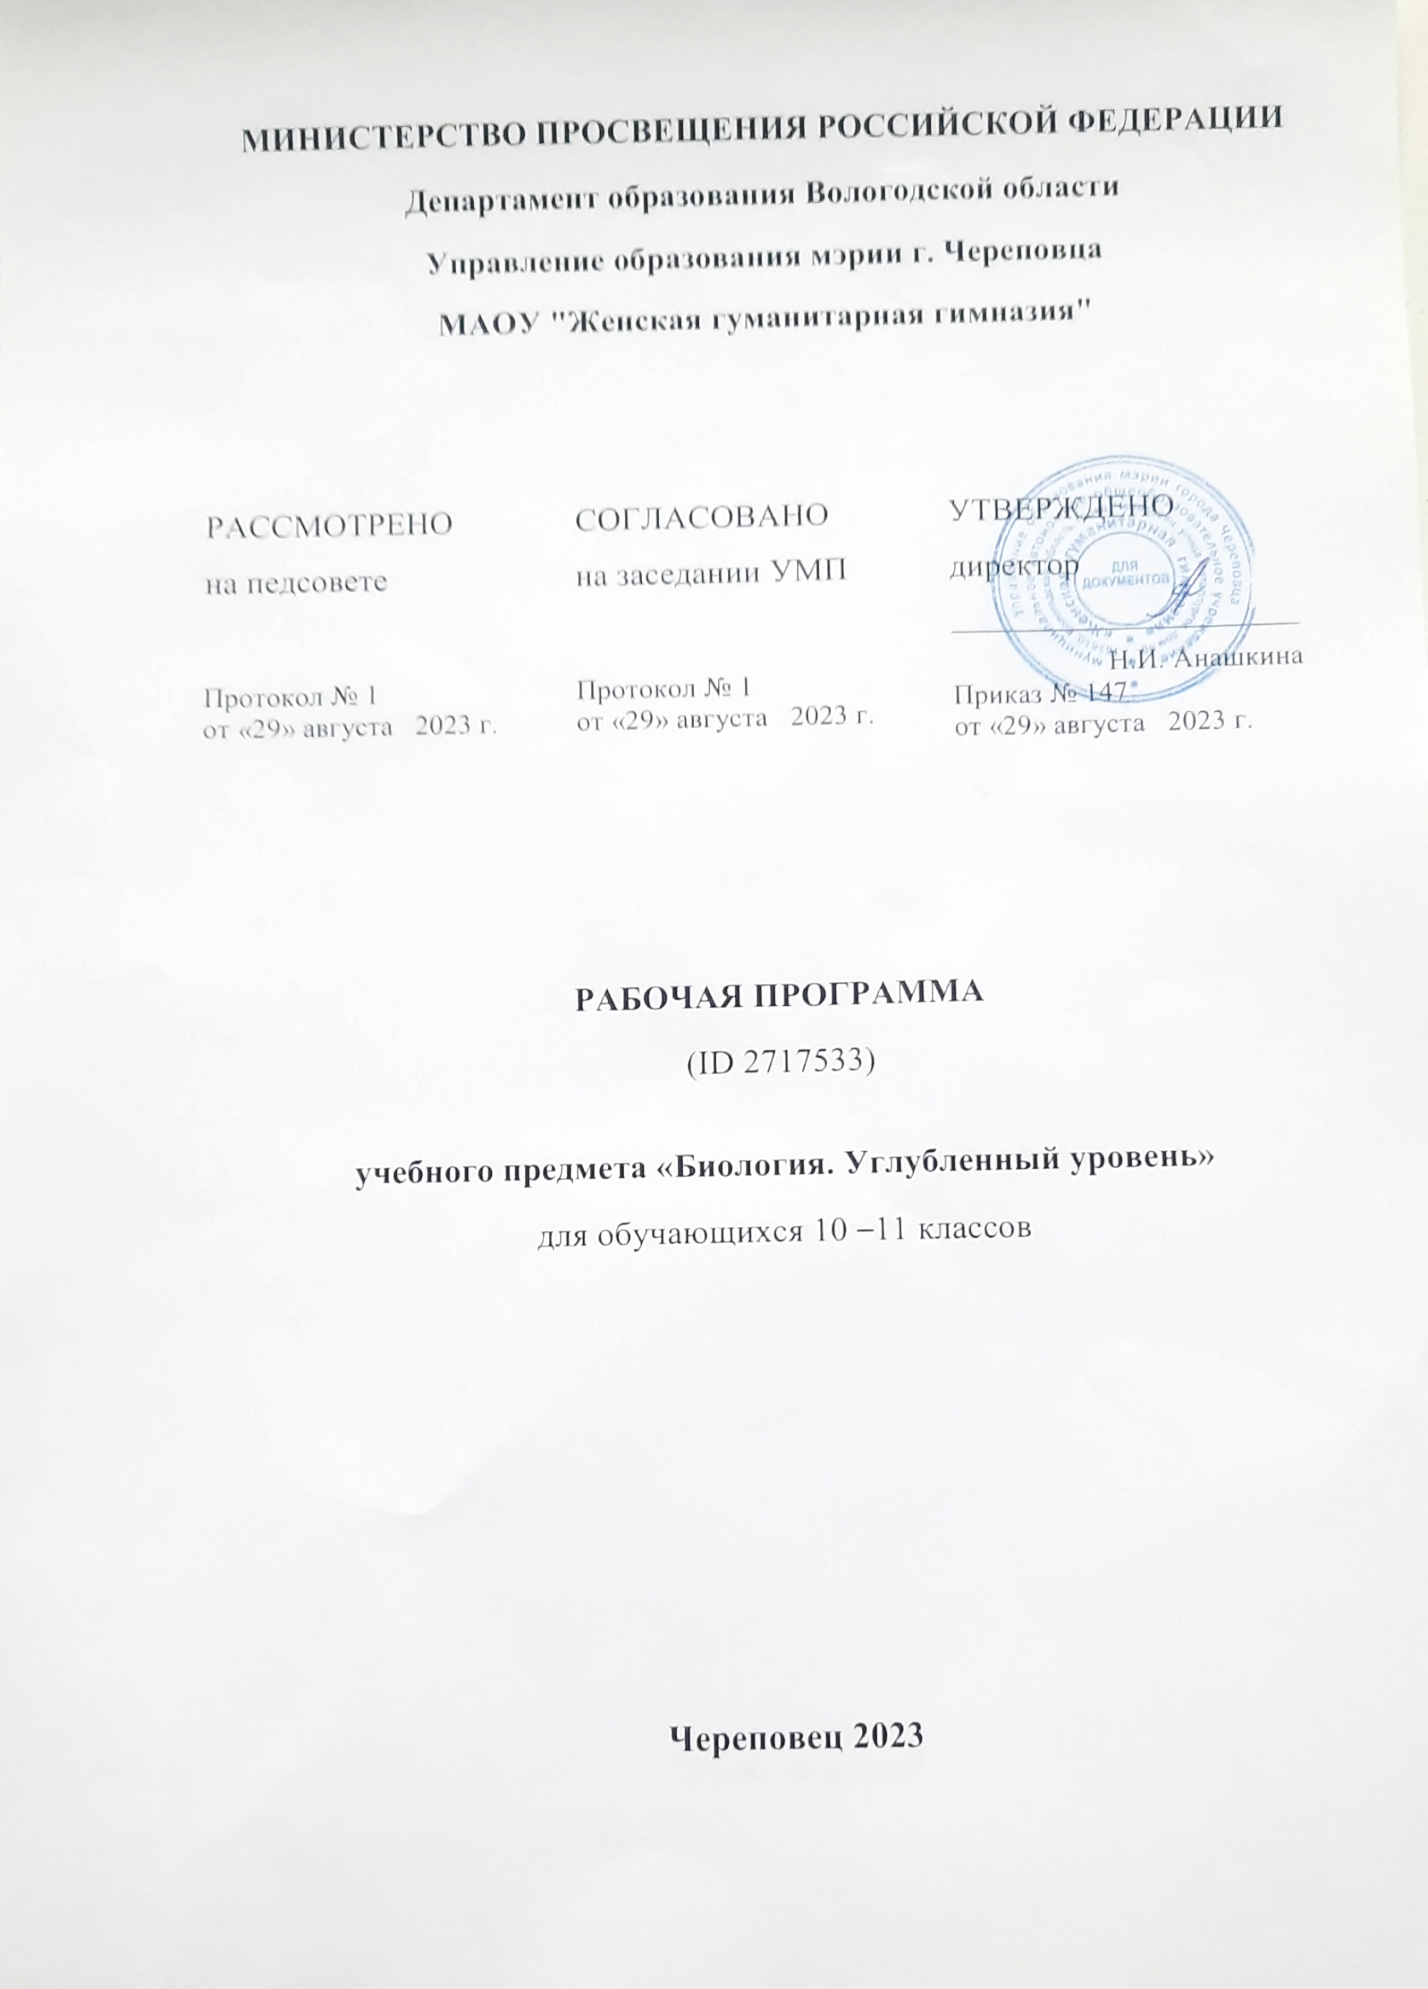 МИНИСТЕРСТВО ПРОСВЕЩЕНИЯ РОССИЙСКОЙ ФЕДЕРАЦИИ
Департамент образования Вологодской области
Управление образования мэрии г. Череповца
МАОУ "Женская гуманитарная гимназия"
РАССМОТРЕНО
на педсовете
Протокол № 1
от «29» августа 2023 г.
СОГЛАСОВАНО
на заседании УМП
Протокол № 1
от «29» августа 2023 г.
УТВЕРЖДЕНО
директор
Н.И. Анашкина
Приказ № 147
от «29» августа 2023 г.
ДЛЯ
ДОКУМЕНТОВ
РАБОЧАЯ ПРОГРАММА
(ID 2717533)
учебного предмета «Биология. Углубленный уровень»
для обучающихся 10 –11 классов
Череповец 2023